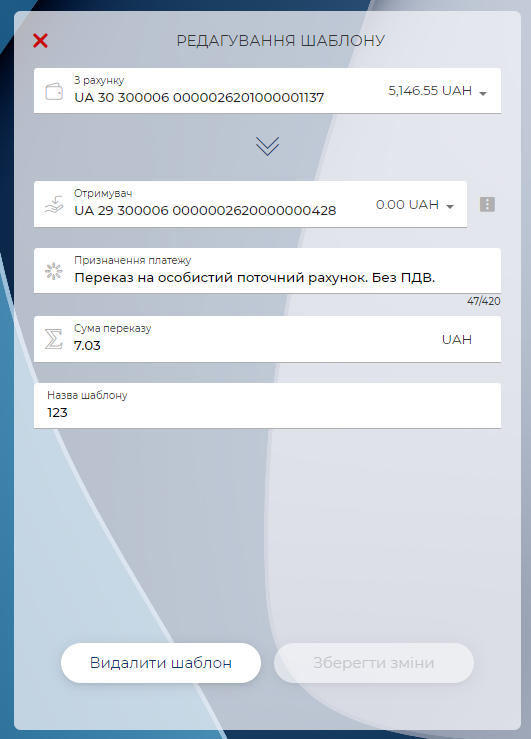 РЕДАГУВАННЯ ШАБЛОНУ
З рахунку
UA 30 300006 0000026201000001137
5,146.55 UAH
Отримувач
UA 29 300006 0000002620000000428
0.00 UAH
Призначення платежу
Переказ на особистий поточний рахунок. Без ПДВ.
47/420
Сума переказу
7.03
UAH
Назва шаблону
123
Видалити шаблон
Зберегти зміни